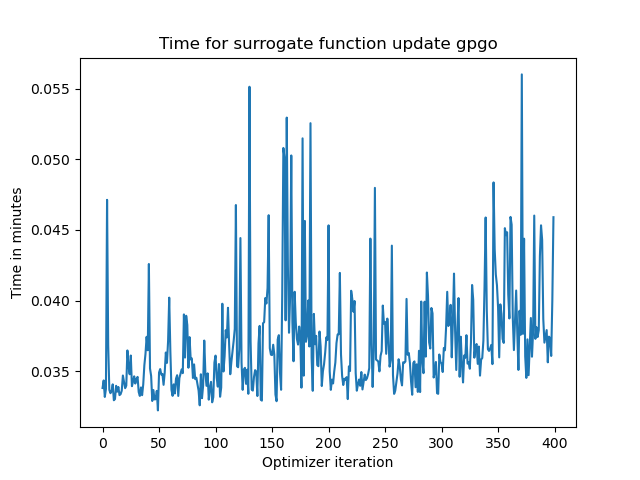 Time for surrogate function update gpgo
Time in minutes
0.055
0.050
0.045
0.040
0.035
0 50 100 150 200 250 300 350 400
Optimizer iteration